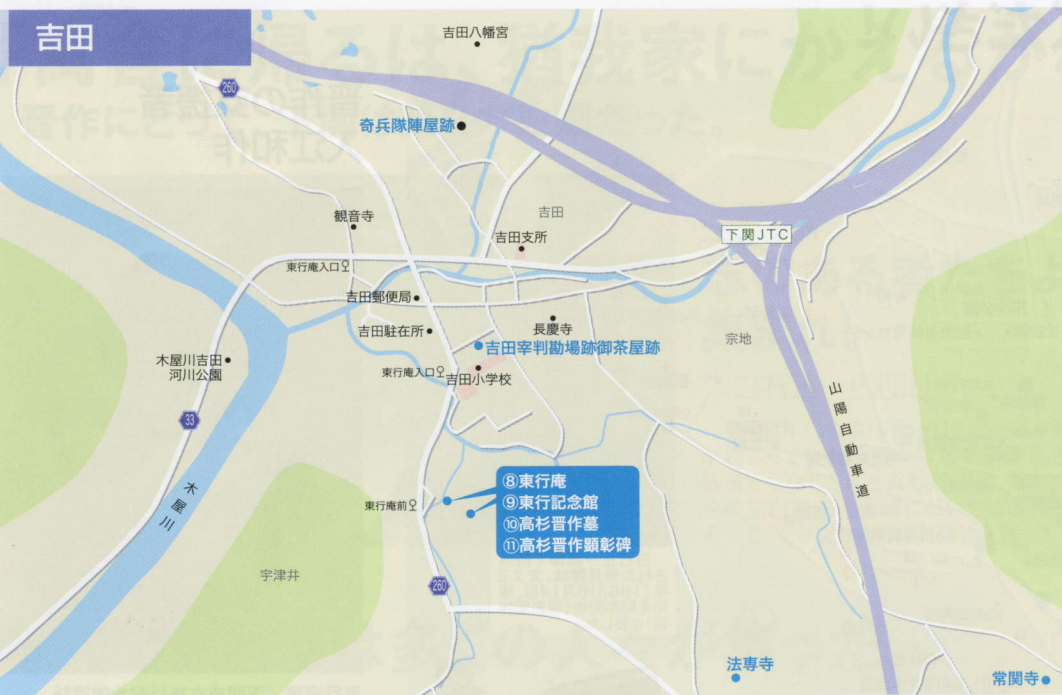 吉田
吉田八幡宮
260
奇兵隊陣屋跡
観音寺
吉田
吉田支所
下関JTC
東行庵入口
吉田郵便局
吉田駐在所
長慶寺
吉田宰判勘場跡御茶屋跡
宗地
木屋川吉田
河川公園
東行庵入口
吉田小学校
山陽自動車道
33
木屋川
⑧東行庵
⑨東行記念館
⑩高杉晋作墓
⑪高杉晋作顕彰碑
東行庵前
宇津井
260
法専寺
常関寺